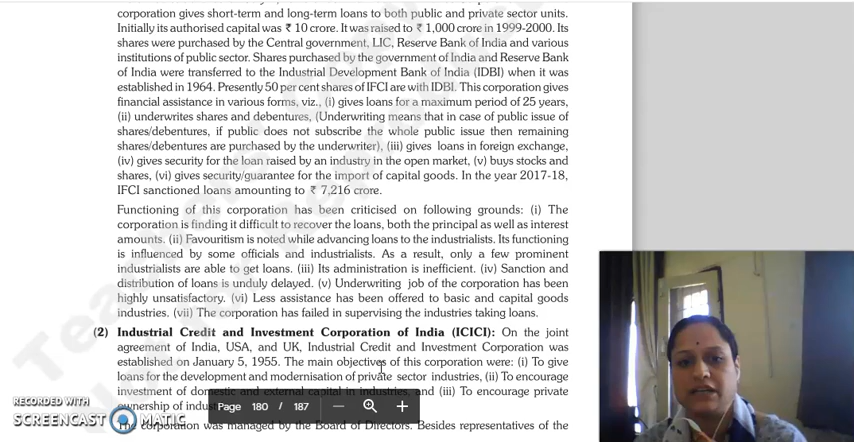 corporation gives short-term and long-term loans to both public and private sector units.
Initially its authorised capital was ₹ 10 crore. It was raised to ₹ 1,000 crore in 1999-2000. Its
shares were purchased by the Central government, LIC, Reserve Bank of India and various
institutions of public sector. Shares purchased by the government of India and Reserve Bank
of India were transferred to the Industrial Development Bank of India (IDBI) when it was
established in 1964. Presently 50 per cent shares of IFCI are with IDBI. This corporation gives
financial assistance in various forms, viz., (i) gives loans for a maximum period of 25 years,
(ii) underwrites shares and debentures, (Underwriting means that in case of public issue of
shares/debentures, if public does not subscribe the whole public issue then remaining
shares/debentures are purchased by the underwriter), (iii) gives loans in foreign exchange,
(iv) gives security for the loan raised by an industry in the open market, (v) buys stocks and
shares, (vi) gives security/guarantee for the import of capital goods. In the year 2017-18,
IFCI sanctioned loans amounting to ₹ 7,216 crore.
Functioning of this corporation has been criticised on following grounds: (i) The
corporation is finding it difficult to recover the loans, both the principal as well as interest
amounts. (ii) Favouritism is noted while advancing loans to the industrialists. Its functioning
is influenced by some officials and industrialists. As a result, only a few prominent
industrialists are able to get loans. (iii) Its administration is inefficient. (iv) Sanction and
distribution of loans is unduly delayed. (v) Underwriting job of the corporation has been
highly unsatisfactory. (vi) Less assistance has been offered to basic and capital goods
industries. (vii) The corporation has failed in supervising the industries taking loans.
(2) Industrial Credit and Investment Corporation of India (ICICI): On the joint
agreement of India, USA, and UK, Industrial Credit and Investment Corporation was
established on January 5, 1955. The main objectives of this corporation were: (i) To give
loans for the development and modernisation of private sector industries, (ii) To encourage
investment of domestic and external capital in industries, and (iii) To encourage private
ownership of indus
Page 180 / 187
The corporation was managed by the Board of Directors. Besides representatives of the
RECORDED WITH
SCREENCAST MATIC